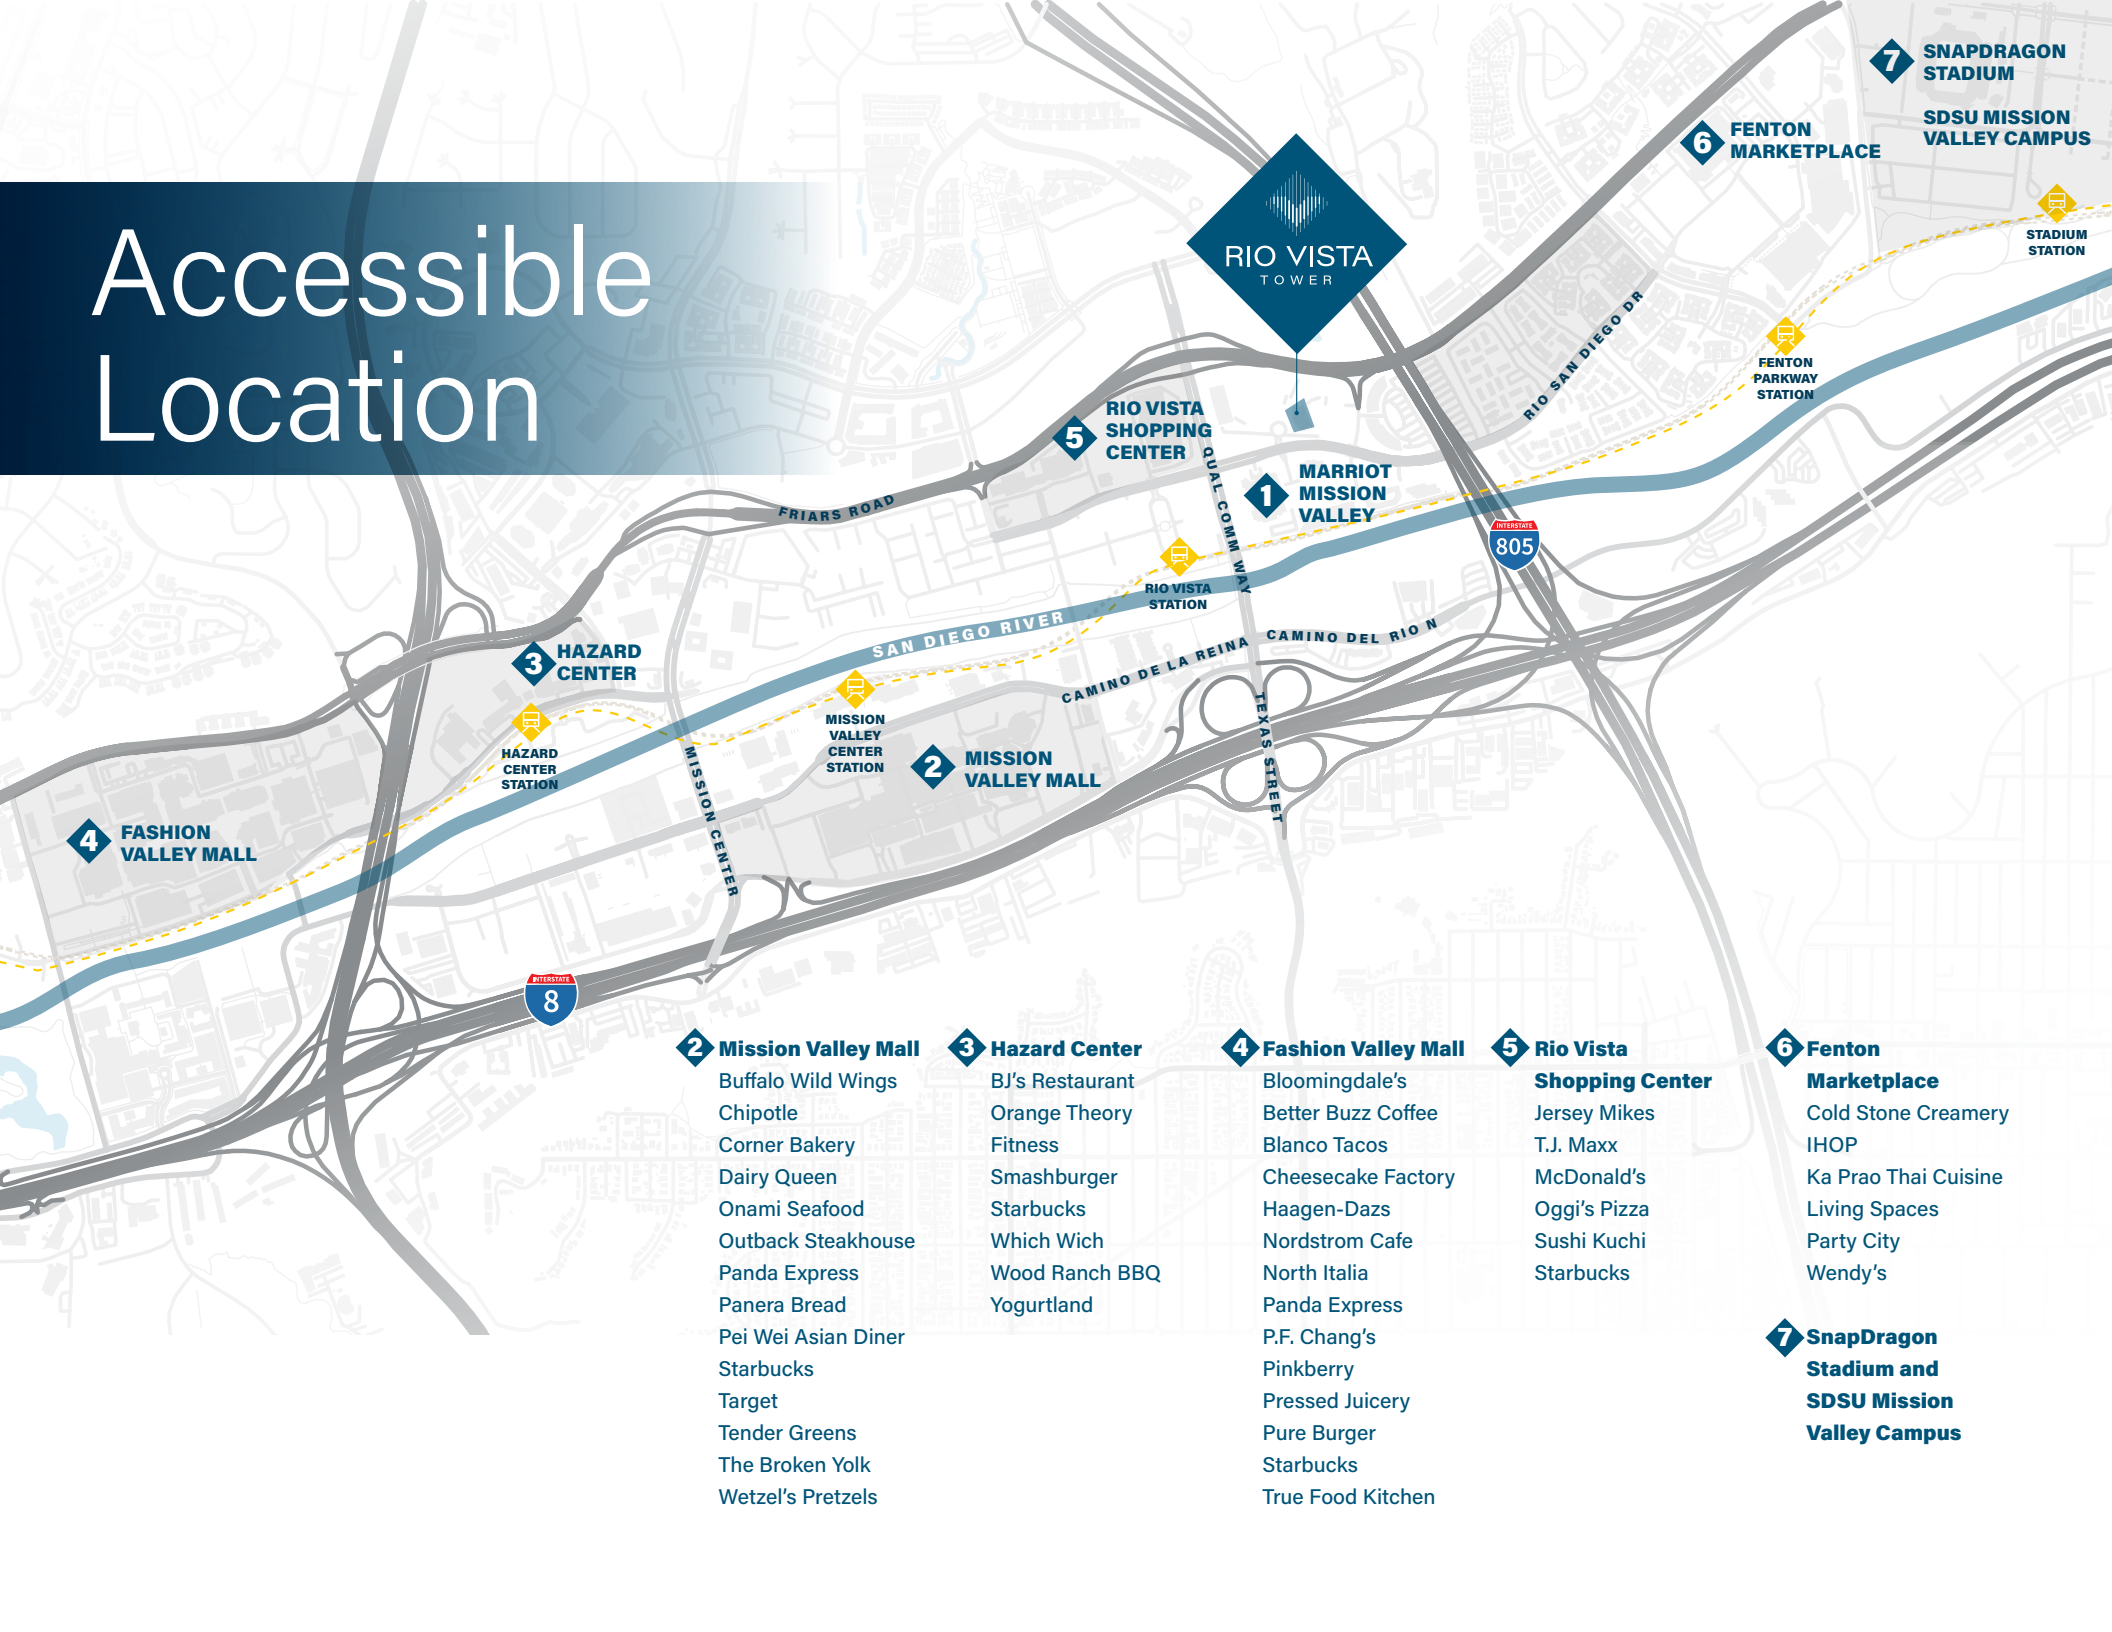 Accessible
Location
7
SNAPDRAGON
STADIUM
SDSU MISSION
VALLEY CAMPUS
6
FENTON
MARKETPLACE
STADIUM
STATION
RIO VISTA
TOWER
RIO SAN DIEGO DR
FENTON
PARKWAY
STATION
5
RIO VISTA
SHOPPING
CENTER
QUAL COMM WAY
1
MARRIOT
MISSION
VALLEY
FRIARS ROAD
INTERSTATE
805
RIO VISTA
STATION
SAN DIEGO RIVER
CAMINO DE LA REINA
CAMINO DEL RIO N
3
HAZARD
CENTER
HAZARD
CENTER
STATION
MISSION
VALLEY
CENTER
STATION
2
MISSION
VALLEY MALL
TEXAS STREET
MISSION CENTER
4
FASHION
VALLEY MALL
INTERSTATE
8
2 Mission Valley Mall
Buffalo Wild Wings
Chipotle
Corner Bakery
Dairy Queen
Onami Seafood
Outback Steakhouse
Panda Express
Panera Bread
Pei Wei Asian Diner
Starbucks
Target
Tender Greens
The Broken Yolk
Wetzel's Pretzels
3 Hazard Center
BJ's Restaurant
Orange Theory
Fitness
Smashburger
Starbucks
Which Wich
Wood Ranch BBQ
Yogurtland
4 Fashion Valley Mall
Bloomingdale's
Better Buzz Coffee
Blanco Tacos
Cheesecake Factory
Haagen-Dazs
Nordstrom Cafe
North Italia
Panda Express
P.F. Chang's
Pinkberry
Pressed Juicery
Pure Burger
Starbucks
True Food Kitchen
5 Rio Vista
Shopping Center
Jersey Mikes
T.J. Maxx
McDonald's
Oggi's Pizza
Sushi Kuchi
Starbucks
6 Fenton
Marketplace
Cold Stone Creamery
IHOP
Ka Prao Thai Cuisine
Living Spaces
Party City
Wendy's
7 SnapDragon
Stadium and
SDSU Mission
Valley Campus